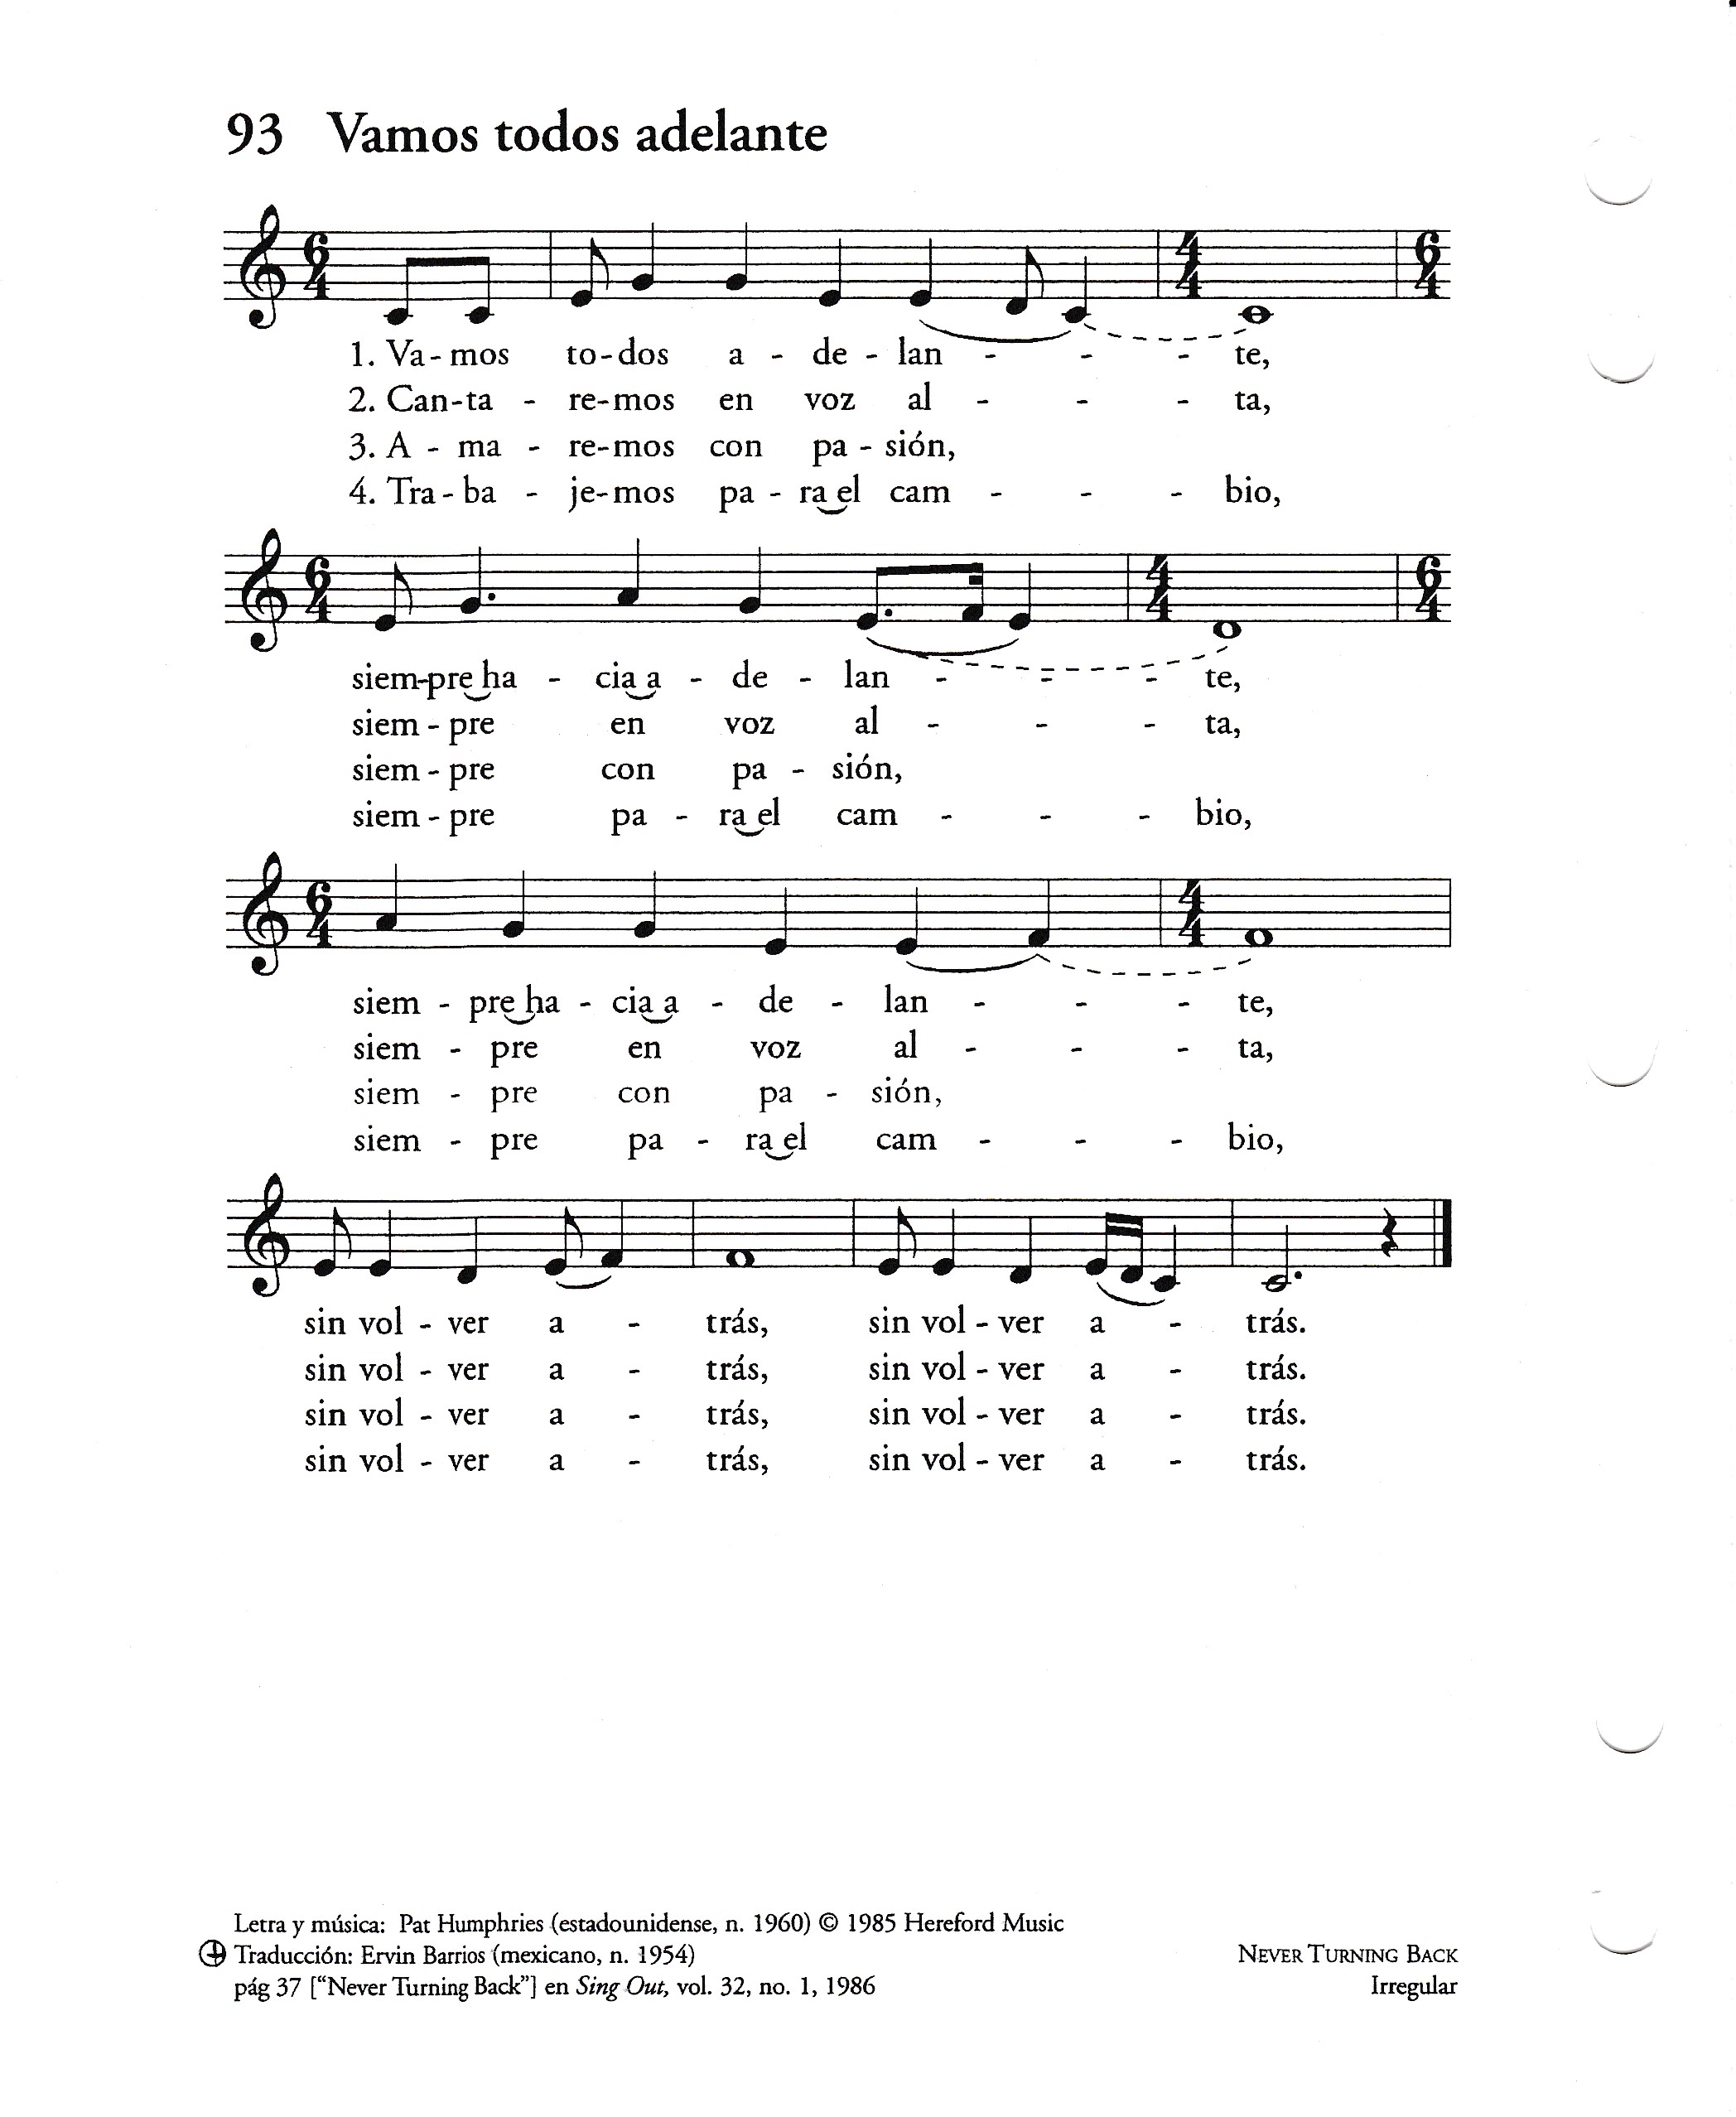 93 Vamos todos adelante
6 4 4 4 6 4
1. Va - mos to - dos a - de - lan - - - te,
2. Can - ta - re - mos en voz al - - - ta,
3. A - ma - re - mos con pa - sión,
4. Tra - ba - je - mos pa - ra el cam - - - bio,
6 4 4 4 6 4
siem - pre ha - cia a - de - lan - - - te,
siem - pre en voz al - - - ta,
siem - pre con pa - sión,
siem - pre pa - ra el cam - - - bio,
6 4 4 4
siem - pre ha - cia a - de - lan - - - te,
siem - pre en voz al - - - ta,
siem - pre con pa - sión,
siem - pre pa - ra el cam - - - bio,
sin vol - ver a - trás, sin vol - ver a - trás.
sin vol - ver a - trás, sin vol - ver a - trás.
sin vol - ver a - trás, sin vol - ver a - trás.
sin vol - ver a - trás, sin vol - ver a - trás.
Letra y música: Pat Humphries (estadounidense, n. 1960) © 1985 Hereford Music
Traducción: Ervin Barrios (mexicano, n. 1954)
pág 37 [“Never Turning Back”] en Sing Out, vol. 32, no. 1, 1986
NEVER TURNING BACK
Irregular